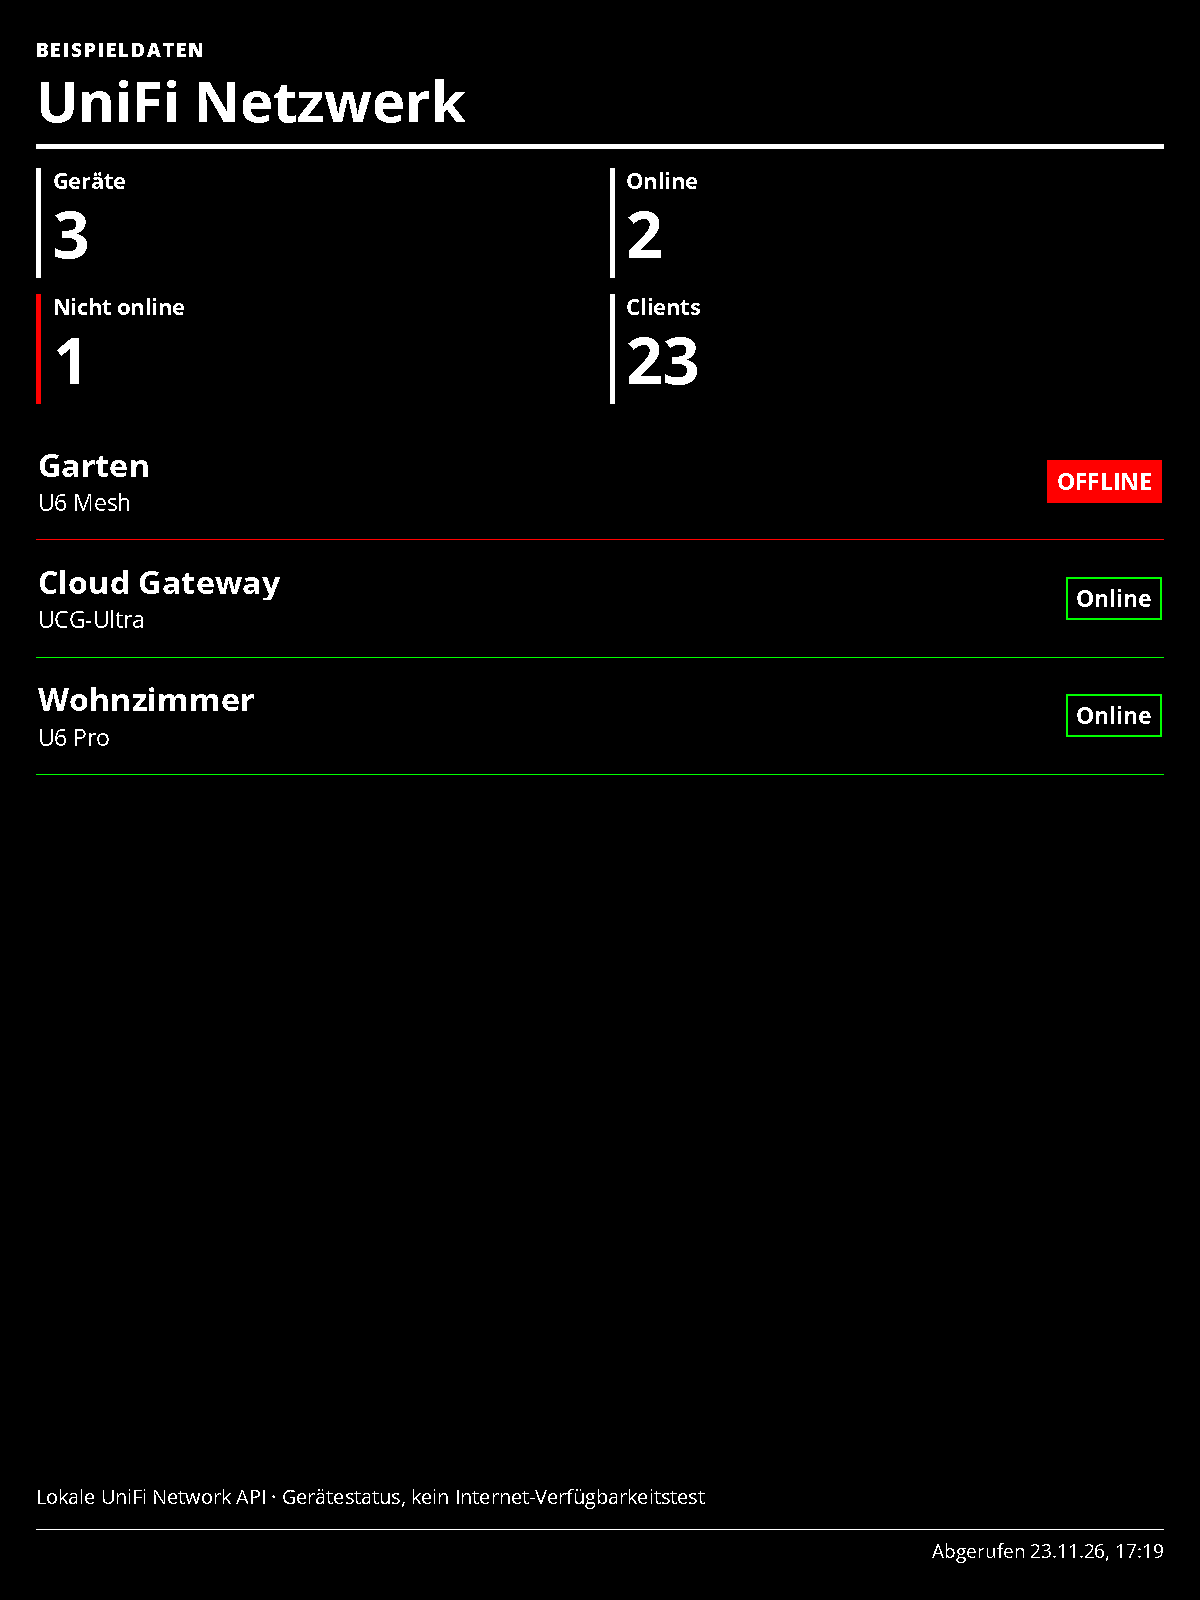 BEISPIELDATEN
UniFi Netzwerk
Geräte
3
Online
2
Nicht online
1
Clients
23
Garten
U6 Mesh
OFFLINE
Cloud Gateway
UCG-Ultra
Online
Wohnzimmer
U6 Pro
Online
Lokale UniFi Network API · Gerätestatus, kein Internet-Verfügbarkeitstest
Abgerufen 23.11.26, 17:19